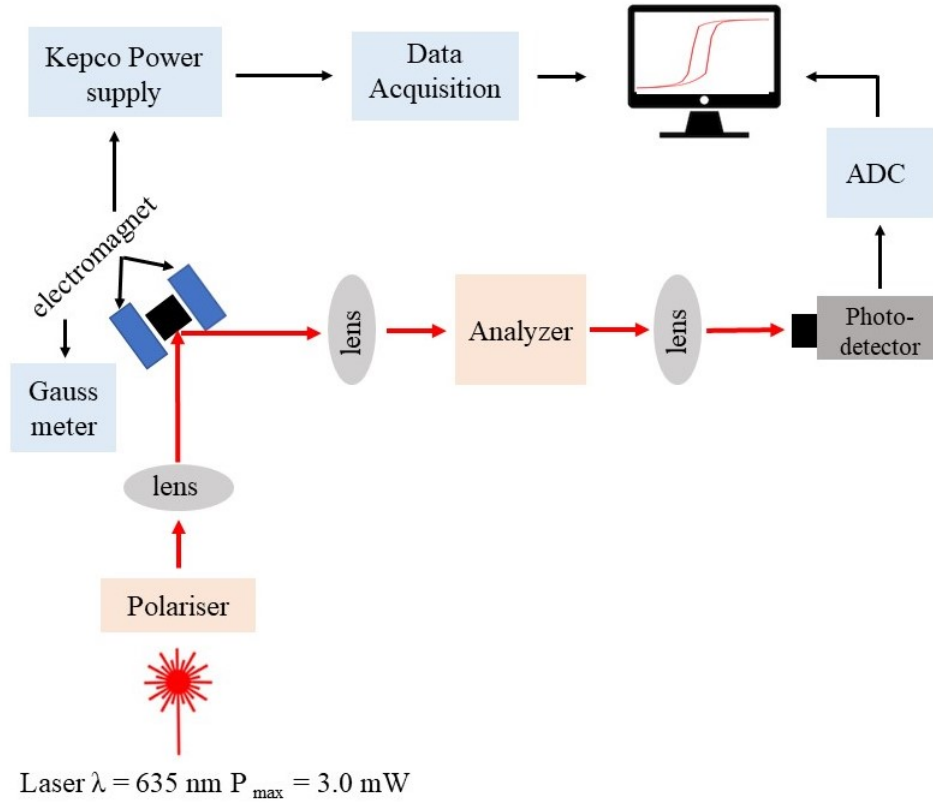 Kepco Power
supply
Data
Acquisition
ADC
electromagnet
lens
Analyzer
lens
Photo-
detector
Gauss
meter
lens
Polariser
Laser λ = 635 nm P max = 3.0 mW